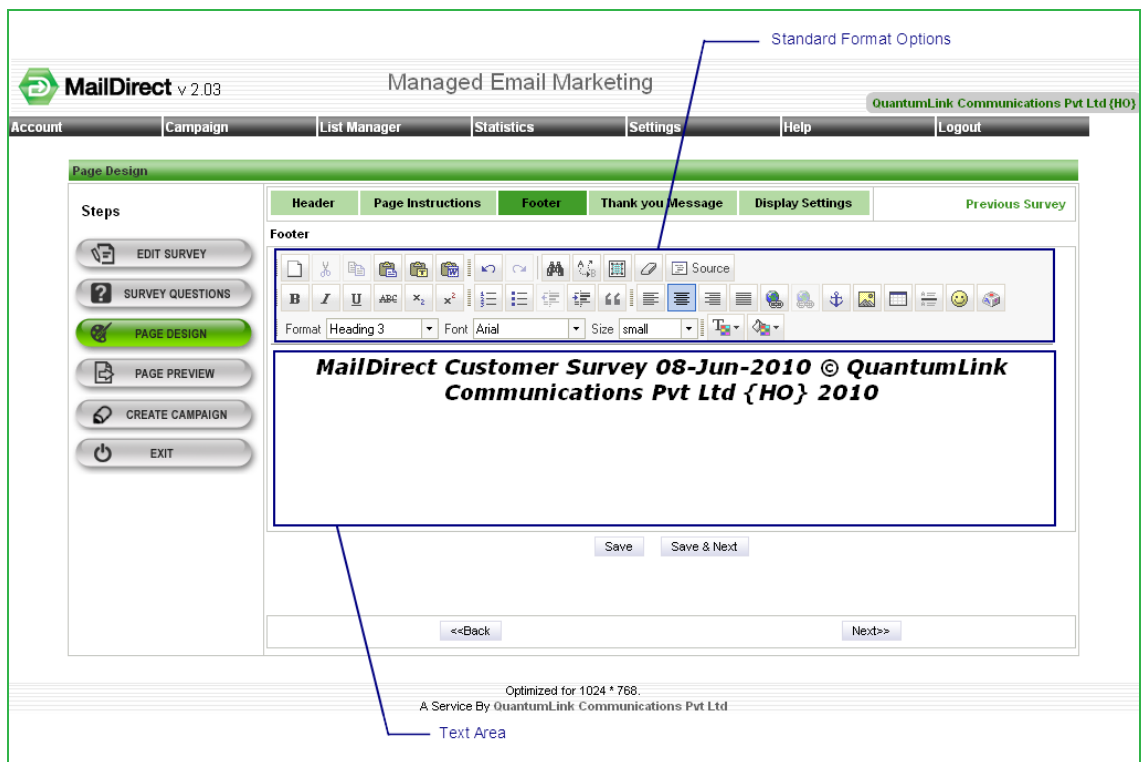 Standard Format Options
MailDirect v 2.03
Managed Email Marketing
QuantumLink Communications Pvt Ltd {HO}
Account Campaign List Manager Statistics Settings Help Logout
Page Design
Steps
EDIT SURVEY
SURVEY QUESTIONS
PAGE DESIGN
PAGE PREVIEW
CREATE CAMPAIGN
EXIT
Header Page Instructions Footer Thank you Message Display Settings Previous Survey
Footer
Source
B I U ABC x₂ x²
Format Heading 3 Font Arial Size small
MailDirect Customer Survey 08-Jun-2010 © QuantumLink
Communications Pvt Ltd {HO} 2010
Save Save & Next
<<Back Next>>
Optimized for 1024 * 768.
A Service By QuantumLink Communications Pvt Ltd
Text Area